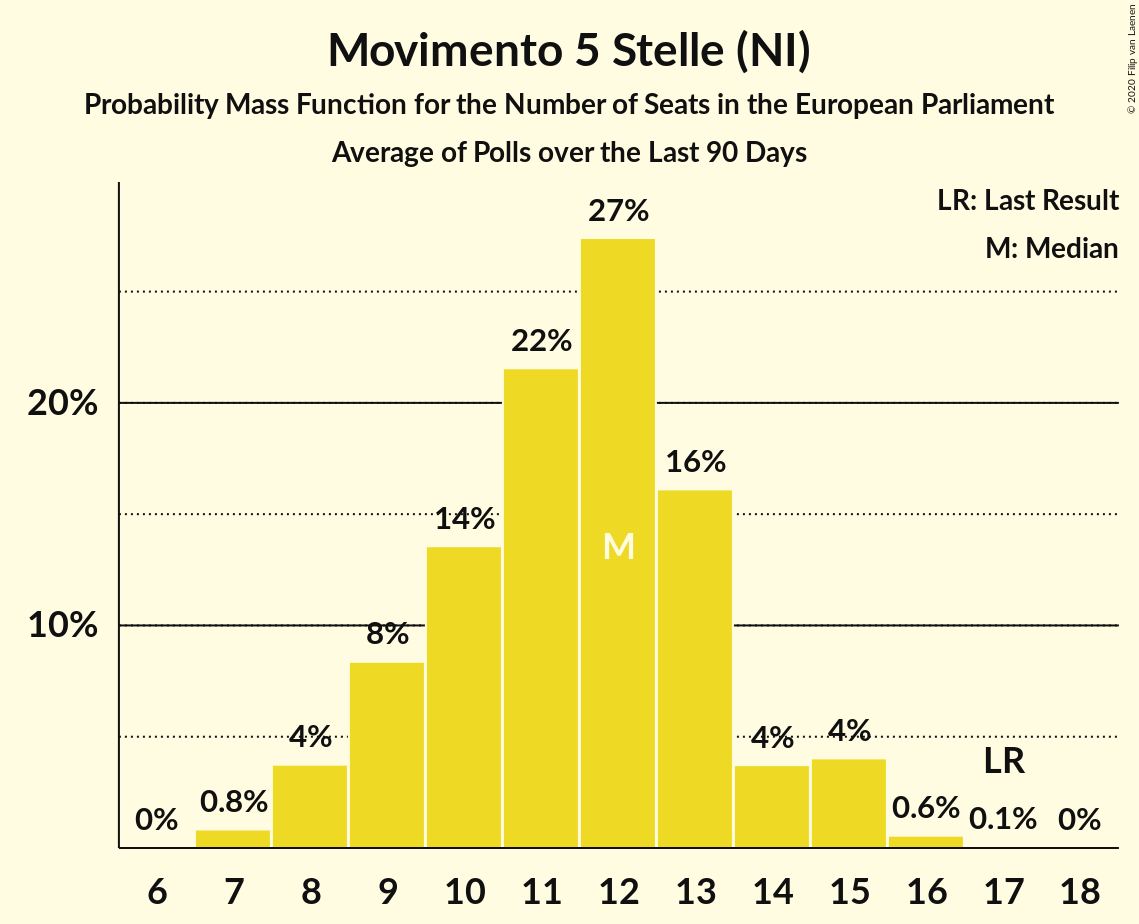 Movimento 5 Stelle (NI)
Probability Mass Function for the Number of Seats in the European Parliament
Average of Polls over the Last 90 Days
© 2020 Filip van Laenen
LR: Last Result
M: Median
27%
22%
20%
16%
14%
M
10%
8%
4%
4%
4%
LR
0%
0.8%
0.6%
0.1%
0%
6 7 8 9 10 11 12 13 14 15 16 17 18